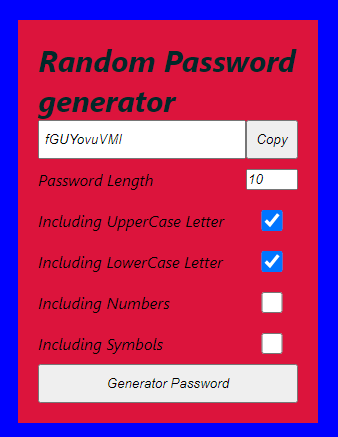 Random Password
generator
fGUYovuVMl Copy
Password Length 10
Including UpperCase Letter
Including LowerCase Letter
Including Numbers
Including Symbols
Generator Password